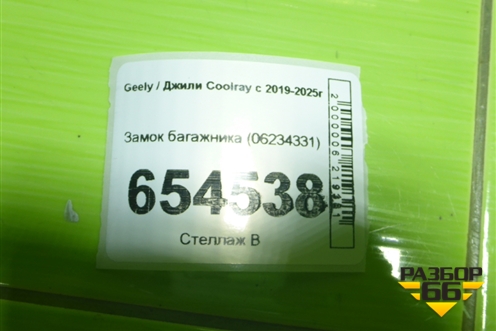 Geely / Джили Coolray с 2019-2025г
Замок багажника (06234331)
654538
Стеллаж В
РАЗБОР
66